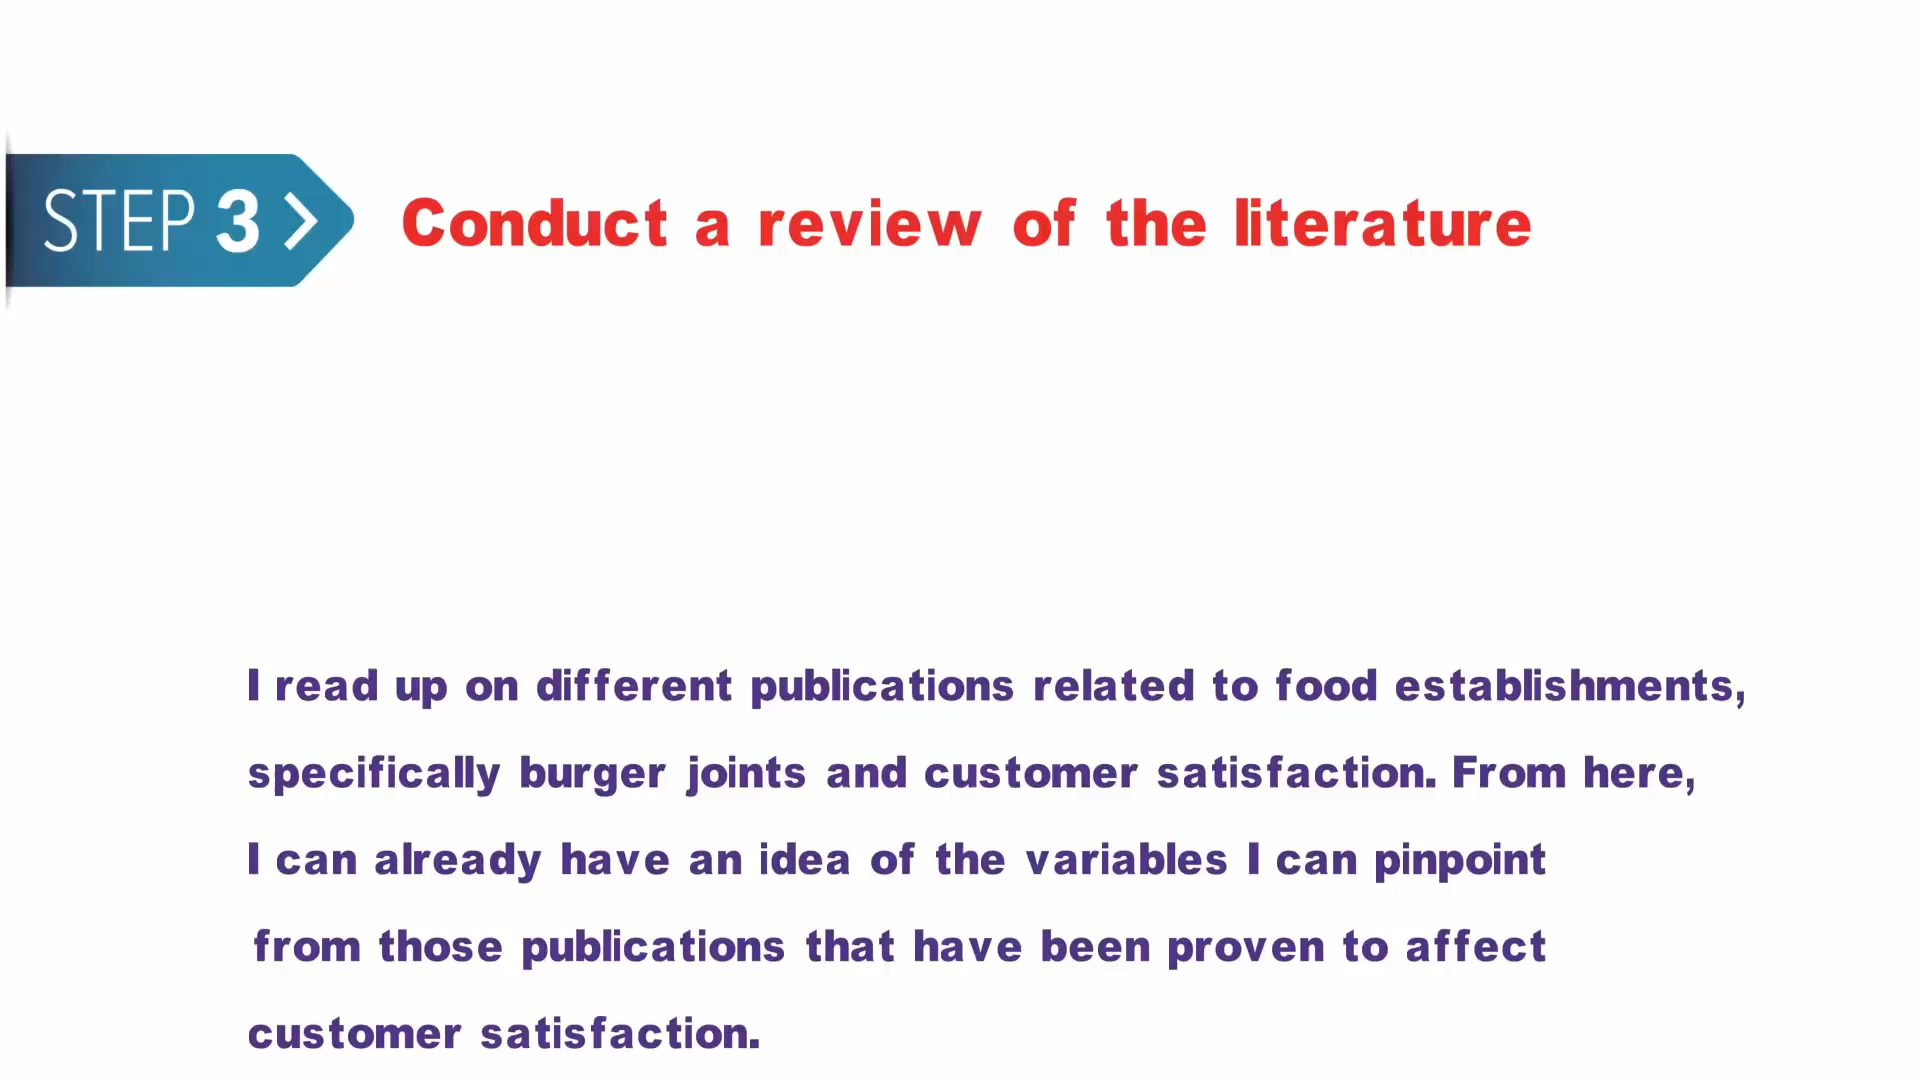 STEP 3 > Conduct a review of the literature
I read up on different publications related to food establishments,
specifically burger joints and customer satisfaction. From here,
I can already have an idea of the variables I can pinpoint
from those publications that have been proven to affect
customer satisfaction.